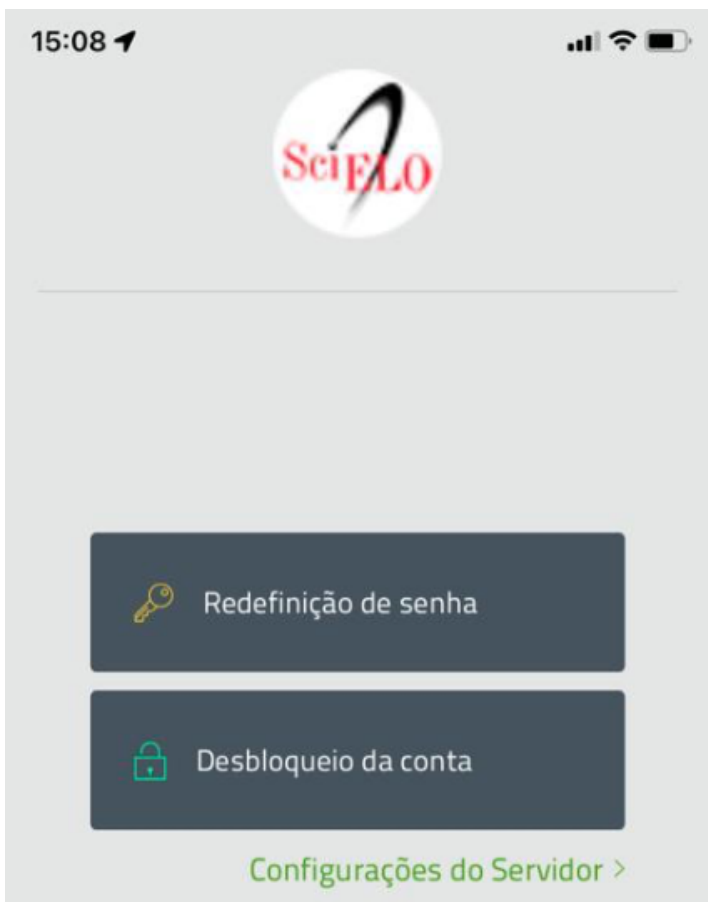 15:08
SciELO
Redefinição de senha
Desbloqueio da conta
Configurações do Servidor >